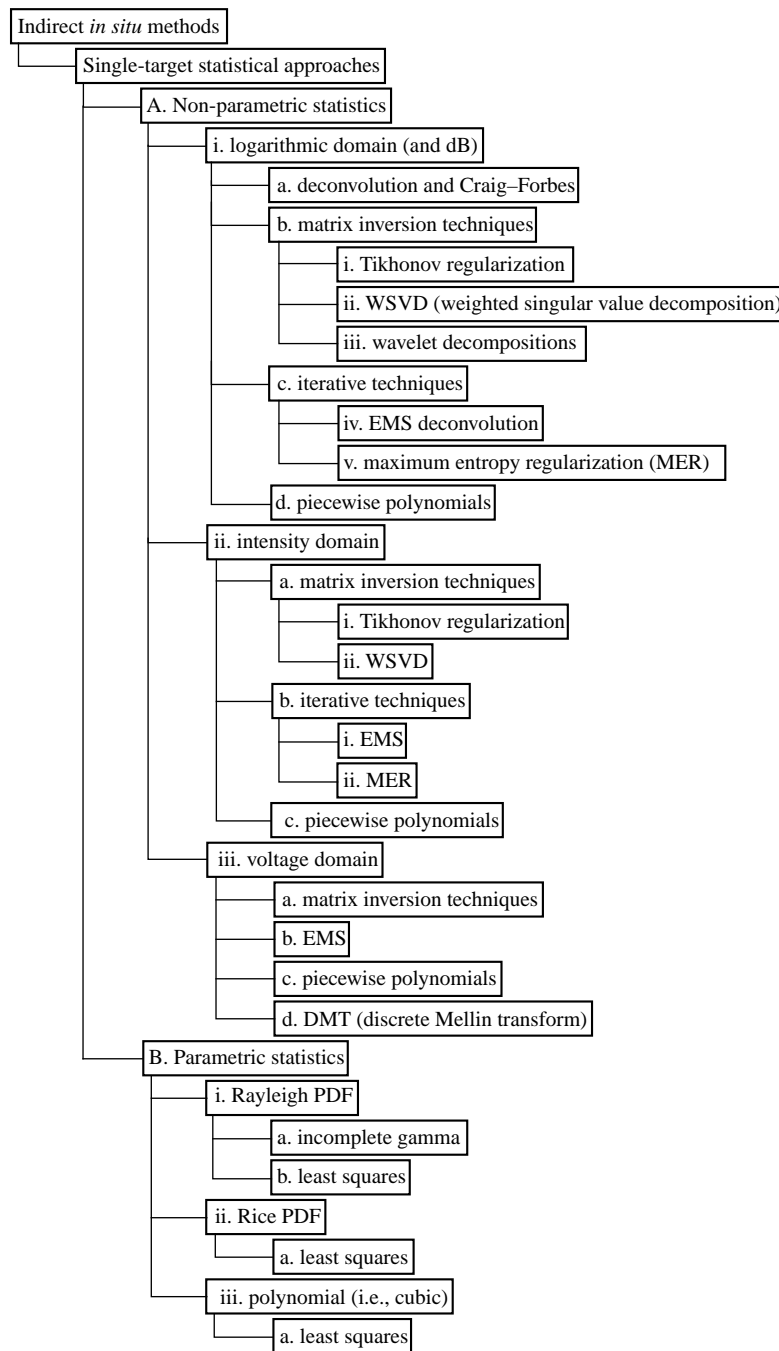 Indirect in situ methods
Single-target statistical approaches
A. Non-parametric statistics
i. logarithmic domain (and dB)
a. deconvolution and Craig–Forbes
b. matrix inversion techniques
i. Tikhonov regularization
ii. WSVD (weighted singular value decomposition)
iii. wavelet decompositions
c. iterative techniques
iv. EMS deconvolution
v. maximum entropy regularization (MER)
d. piecewise polynomials
ii. intensity domain
a. matrix inversion techniques
i. Tikhonov regularization
ii. WSVD
b. iterative techniques
i. EMS
ii. MER
c. piecewise polynomials
iii. voltage domain
a. matrix inversion techniques
b. EMS
c. piecewise polynomials
d. DMT (discrete Mellin transform)
B. Parametric statistics
i. Rayleigh PDF
a. incomplete gamma
b. least squares
ii. Rice PDF
a. least squares
iii. polynomial (i.e., cubic)
a. least squares